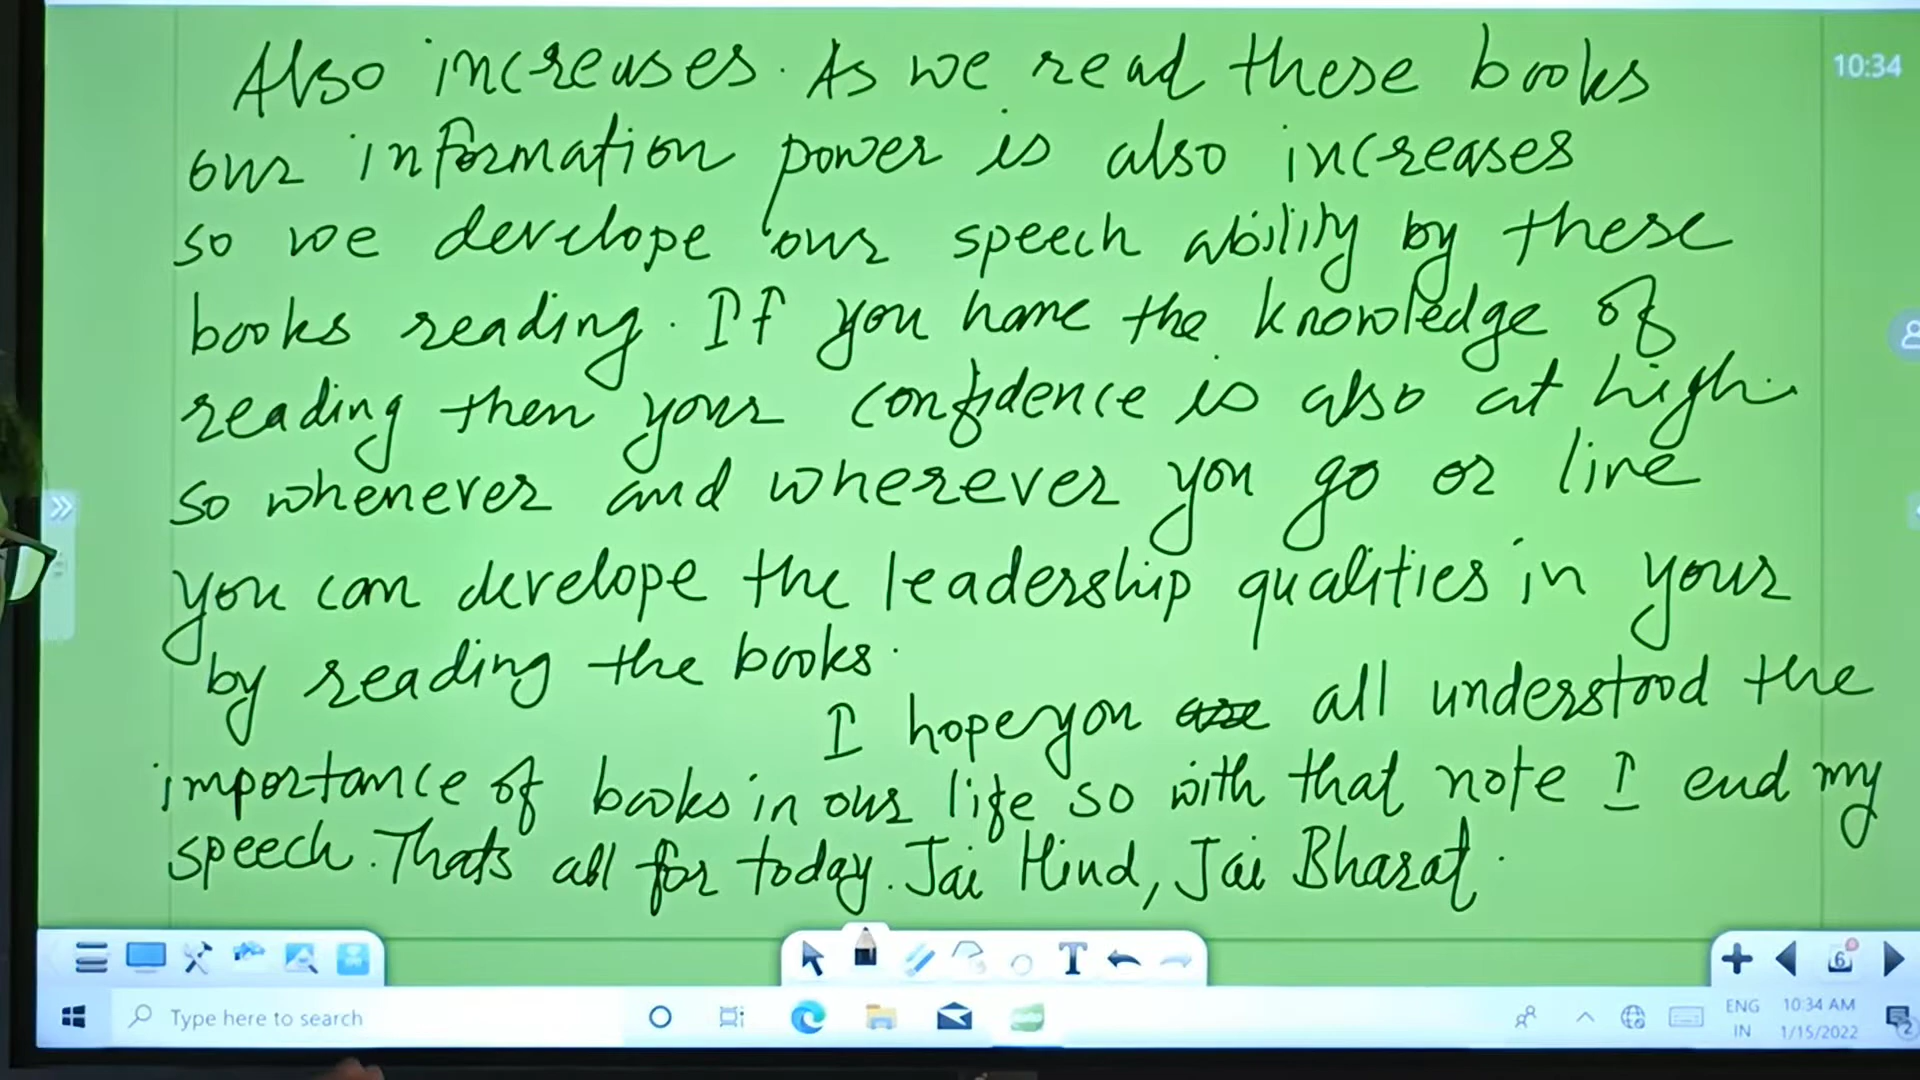 Also increases. As we read these books
10:34
our information power is also increases
so we develope our speech ability by these
books reading. If you have the knowledge of
reading then your confidence is also at high.
so whenever and wherever you go or live
you can develope the leadership qualities in your
by reading the books.
I hope you are all understood the
importance of books in our life so with that note I end my
speech. Thats all for today. Jai Hind, Jai Bharat.
T
6
Type here to search
ENG 10:34 AM
IN 1/15/2022
2